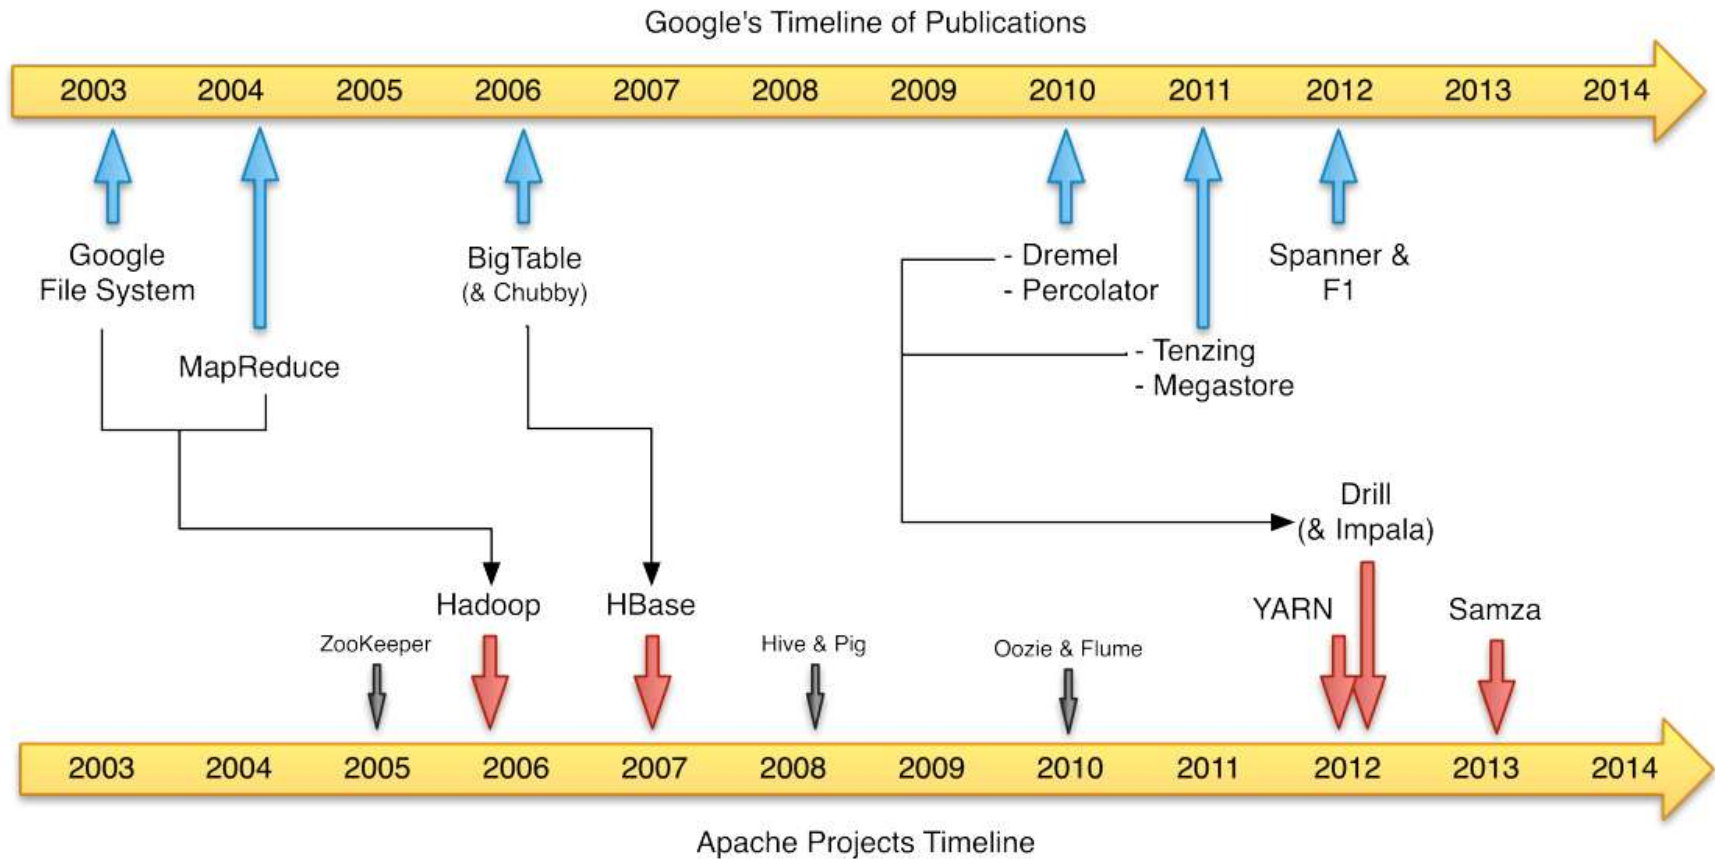 Google's Timeline of Publications
2003 2004 2005 2006 2007 2008 2009 2010 2011 2012 2013 2014
Google
File System
MapReduce
BigTable
(& Chubby)
- Dremel
- Percolator
- Tenzing
- Megastore
Spanner &
F1
Drill
(& Impala)
ZooKeeper
Hadoop
HBase
Hive & Pig
Oozie & Flume
YARN
Samza
2003 2004 2005 2006 2007 2008 2009 2010 2011 2012 2013 2014
Apache Projects Timeline